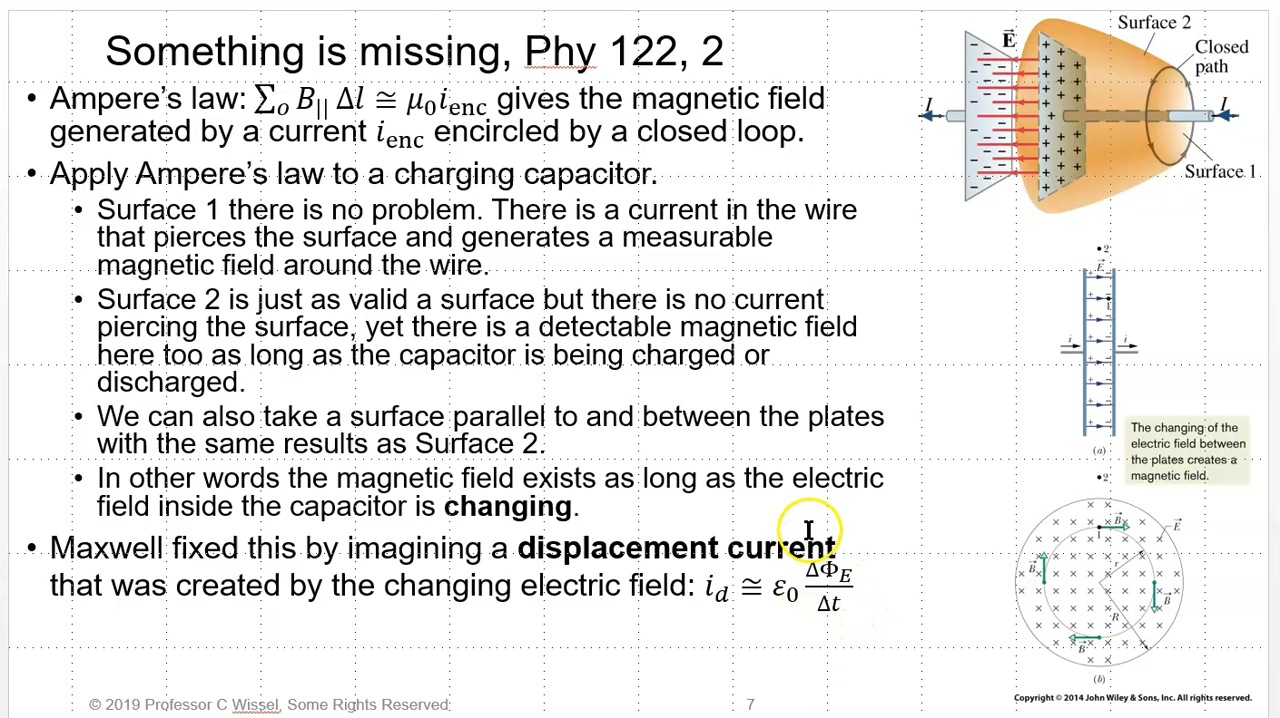 Something is missing, Phy 122, 2
• Ampere's law: ∑ₒ B|| Δl ≅ μ₀i_enc gives the magnetic field
generated by a current i_enc encircled by a closed loop.
• Apply Ampere's law to a charging capacitor.
• Surface 1 there is no problem. There is a current in the wire
that pierces the surface and generates a measurable
magnetic field around the wire.
• Surface 2 is just as valid a surface but there is no current
piercing the surface, yet there is a detectable magnetic field
here too as long as the capacitor is being charged or
discharged.
• We can also take a surface parallel to and between the plates
with the same results as Surface 2.
• In other words the magnetic field exists as long as the electric
field inside the capacitor is changing.
• Maxwell fixed this by imagining a displacement current
that was created by the changing electric field: i_d ≅ ε₀ ΔΦ_E/Δt
© 2019 Professor C Wissel, Some Rights Reserved
7
Surface 2
E⃗
Closed
path
I
I
Surface 1
•2
E⃗
1
i
i
(a)
The changing of the
electric field between
the plates creates a
magnetic field.
•2
B⃗
E⃗
1
r
B⃗
B⃗
R
B⃗
(b)
Copyright © 2014 John Wiley & Sons, Inc. All rights reserved.